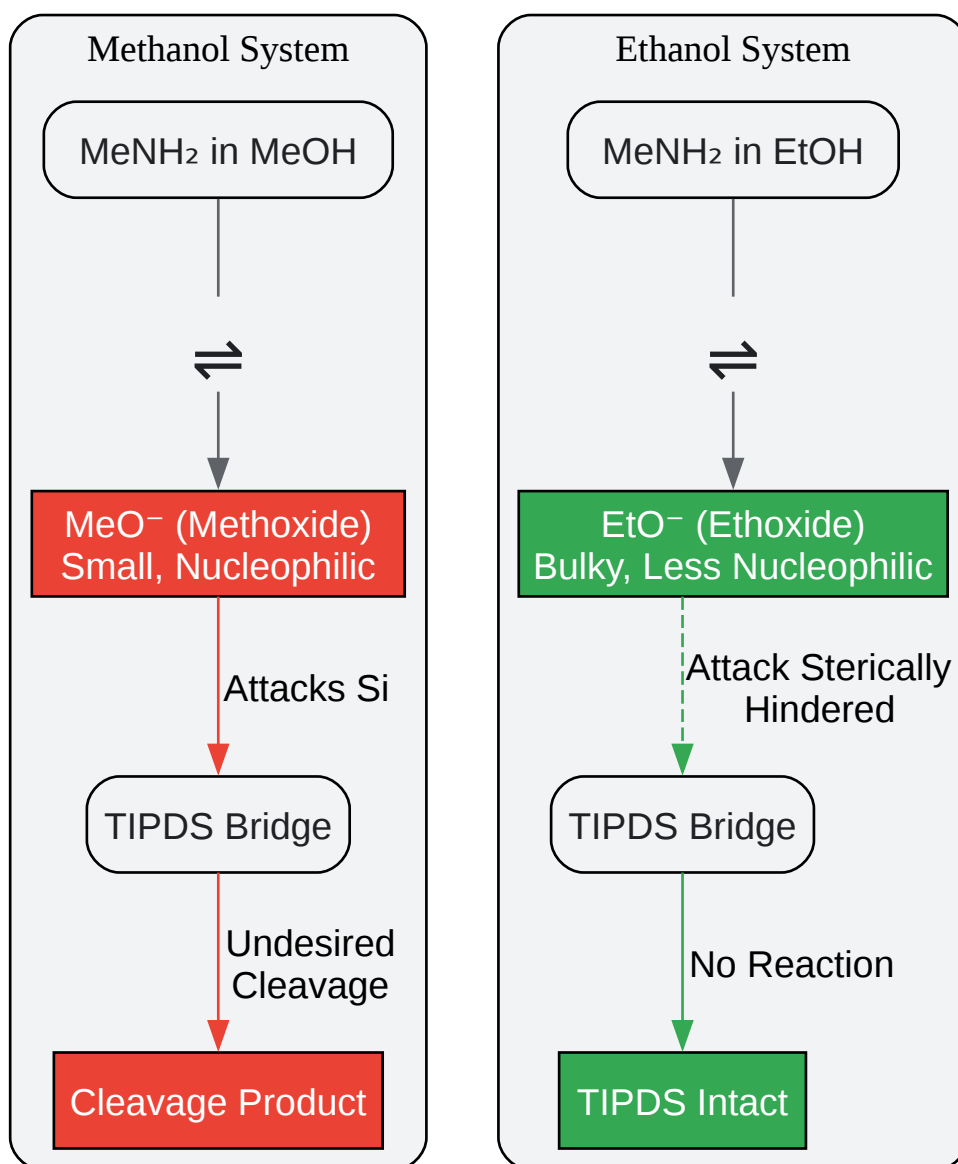 Methanol System
MeNH₂ in MeOH
⇌
MeO⁻ (Methoxide)
Small, Nucleophilic
Attacks Si
TIPDS Bridge
Undesired
Cleavage
Cleavage Product
Ethanol System
MeNH₂ in EtOH
⇌
EtO⁻ (Ethoxide)
Bulky, Less Nucleophilic
Attack Sterically
Hindered
TIPDS Bridge
No Reaction
TIPDS Intact